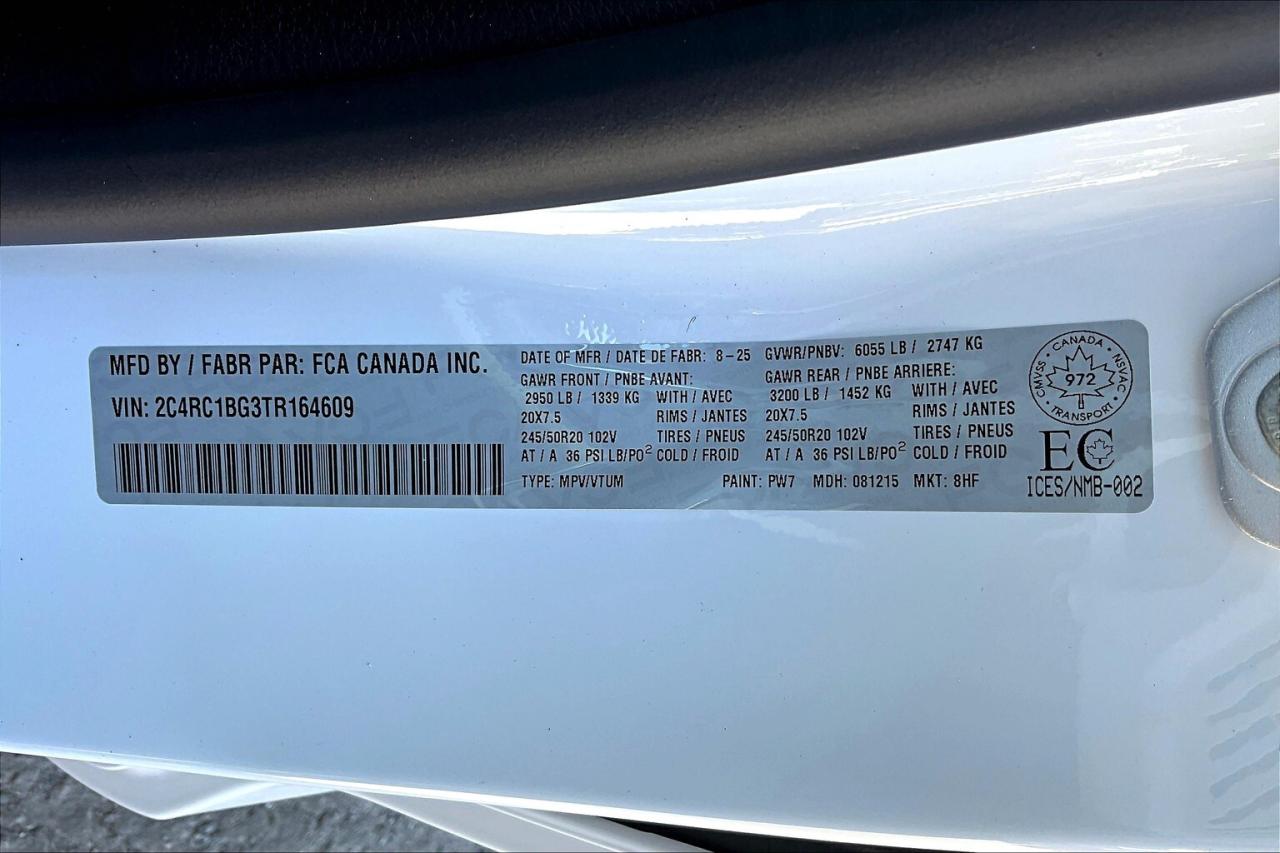 MFD BY / FABR PAR: FCA CANADA INC.
VIN: 2C4RC1BG3TR164609
DATE OF MFR / DATE DE FABR: 8-25 GVWR/PNBV: 6055 LB / 2747 KG
GAWR FRONT / PNBE AVANT: GAWR REAR / PNBE ARRIERE:
2950 LB / 1339 KG WITH / AVEC 3200 LB / 1452 KG WITH / AVEC
20X7.5 RIMS / JANTES 20X7.5 RIMS / JANTES
245/50R20 102V TIRES / PNEUS 245/50R20 102V TIRES / PNEUS
AT / A 36 PSI LB/PO² COLD / FROID AT / A 36 PSI LB/PO² COLD / FROID
TYPE: MPV/VTUM PAINT: PW7 MDH: 081215 MKT: 8HF
CMVSS · CANADA · NSVAC · TRANSPORT ·
972
EC
ICES/NMB-002